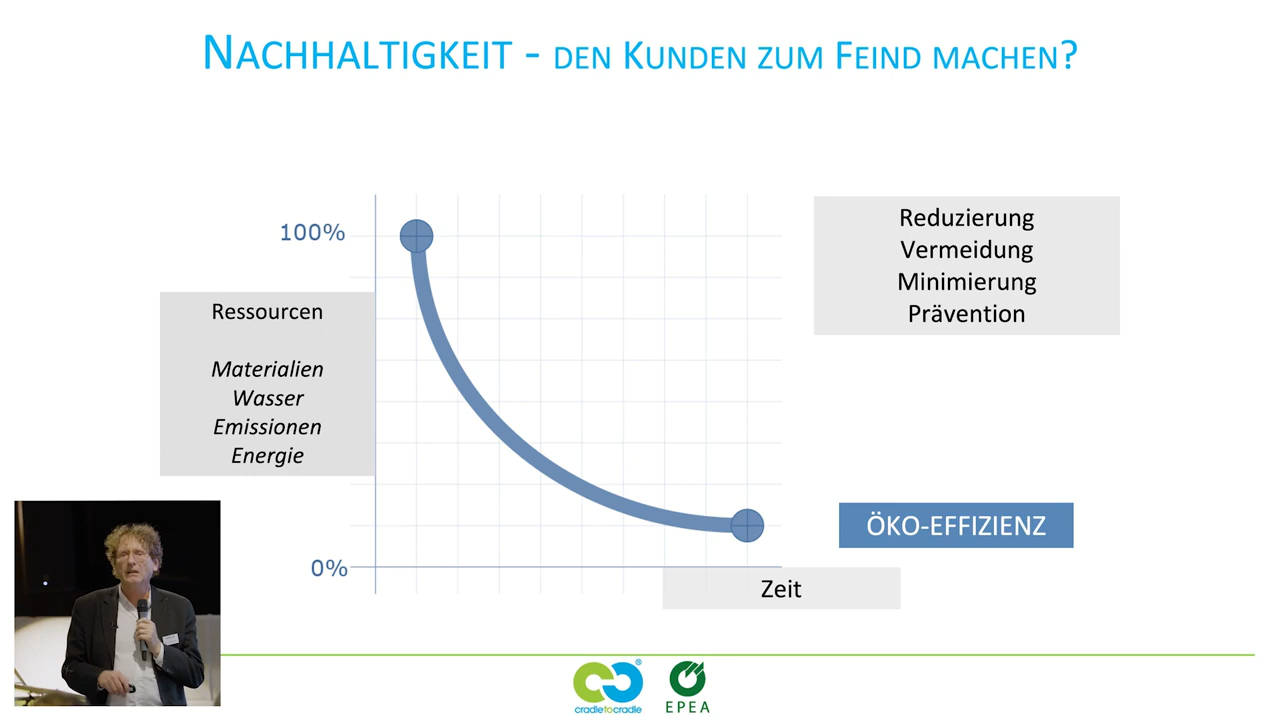 NACHHALTIGKEIT - DEN KUNDEN ZUM FEIND MACHEN?
100%
Reduzierung
Vermeidung
Minimierung
Prävention
Ressourcen
Materialien
Wasser
Emissionen
Energie
ÖKO-EFFIZIENZ
0%
Zeit
®
cradletocradle
EPEA